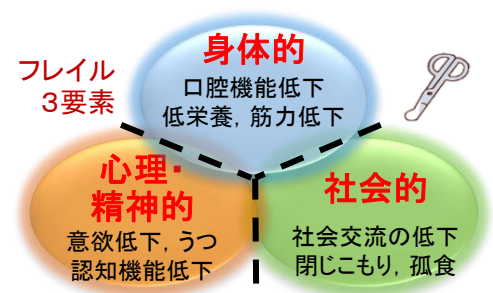 フレイル
3要素
身体的
口腔機能低下
低栄養，筋力低下
心理・
精神的
意欲低下，うつ
認知機能低下
社会的
社会交流の低下
閉じこもり，孤食